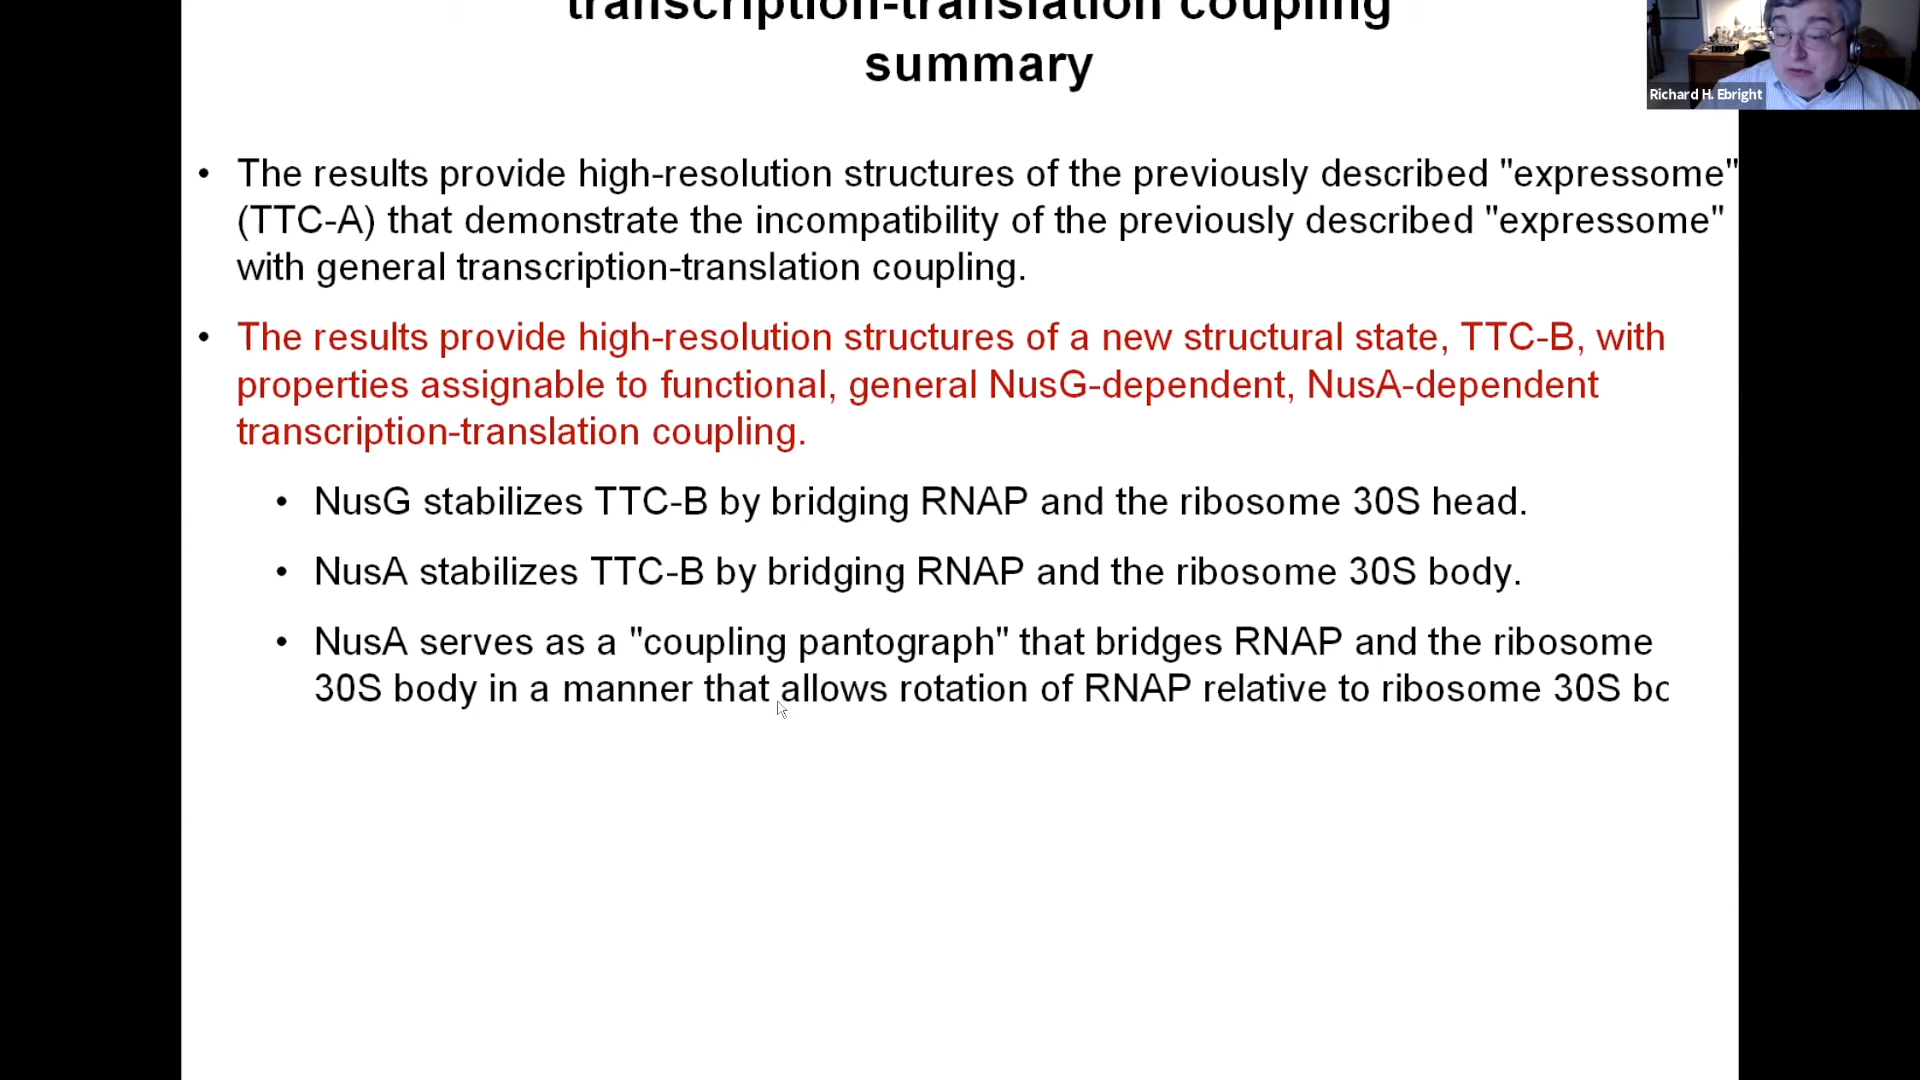 transcription-translation coupling
summary
Richard H. Ebright
• The results provide high-resolution structures of the previously described "expressome"
(TTC-A) that demonstrate the incompatibility of the previously described "expressome"
with general transcription-translation coupling.
• The results provide high-resolution structures of a new structural state, TTC-B, with
properties assignable to functional, general NusG-dependent, NusA-dependent
transcription-translation coupling.
• NusG stabilizes TTC-B by bridging RNAP and the ribosome 30S head.
• NusA stabilizes TTC-B by bridging RNAP and the ribosome 30S body.
• NusA serves as a "coupling pantograph" that bridges RNAP and the ribosome
30S body in a manner that allows rotation of RNAP relative to ribosome 30S